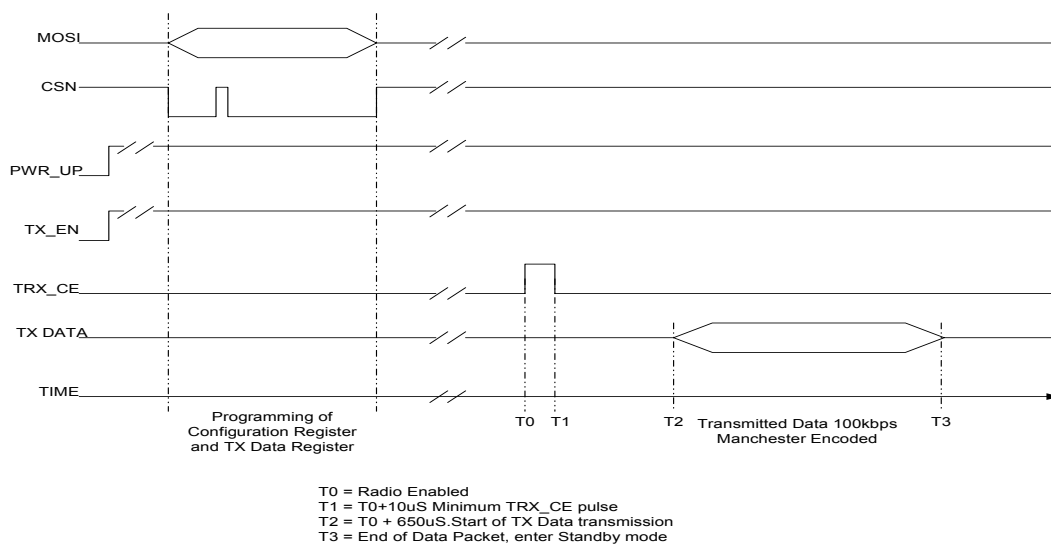 MOSI
CSN
PWR_UP
TX_EN
TRX_CE
TX DATA
TIME
Programming of
Configuration Register
and TX Data Register
T0
T1
T2
Transmitted Data 100kbps
Manchester Encoded
T3
T0 = Radio Enabled
T1 = T0+10uS Minimum TRX_CE pulse
T2 = T0 + 650uS.Start of TX Data transmission
T3 = End of Data Packet, enter Standby mode